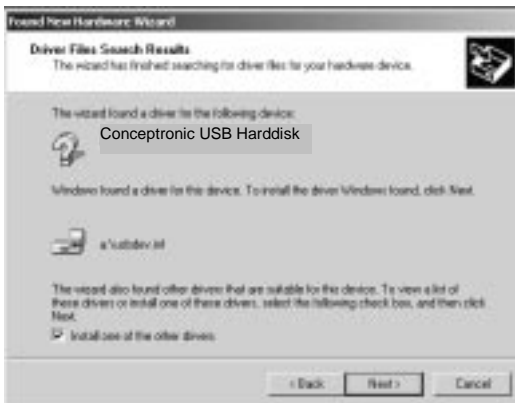 Found New Hardware Wizard
Driver Files Search Results
The wizard has finished searching for driver files for your hardware device.
The wizard found a driver for the following device:
Conceptronic USB Harddisk
Windows found a driver for this device. To install the driver Windows found, click Next.
a:\usbdev.inf
The wizard also found other drivers that are suitable for this device. To view a list of
these drivers or install one of these drivers, select the following check box, and then click
Next.
Install one of the other drivers
< Back
Next >
Cancel